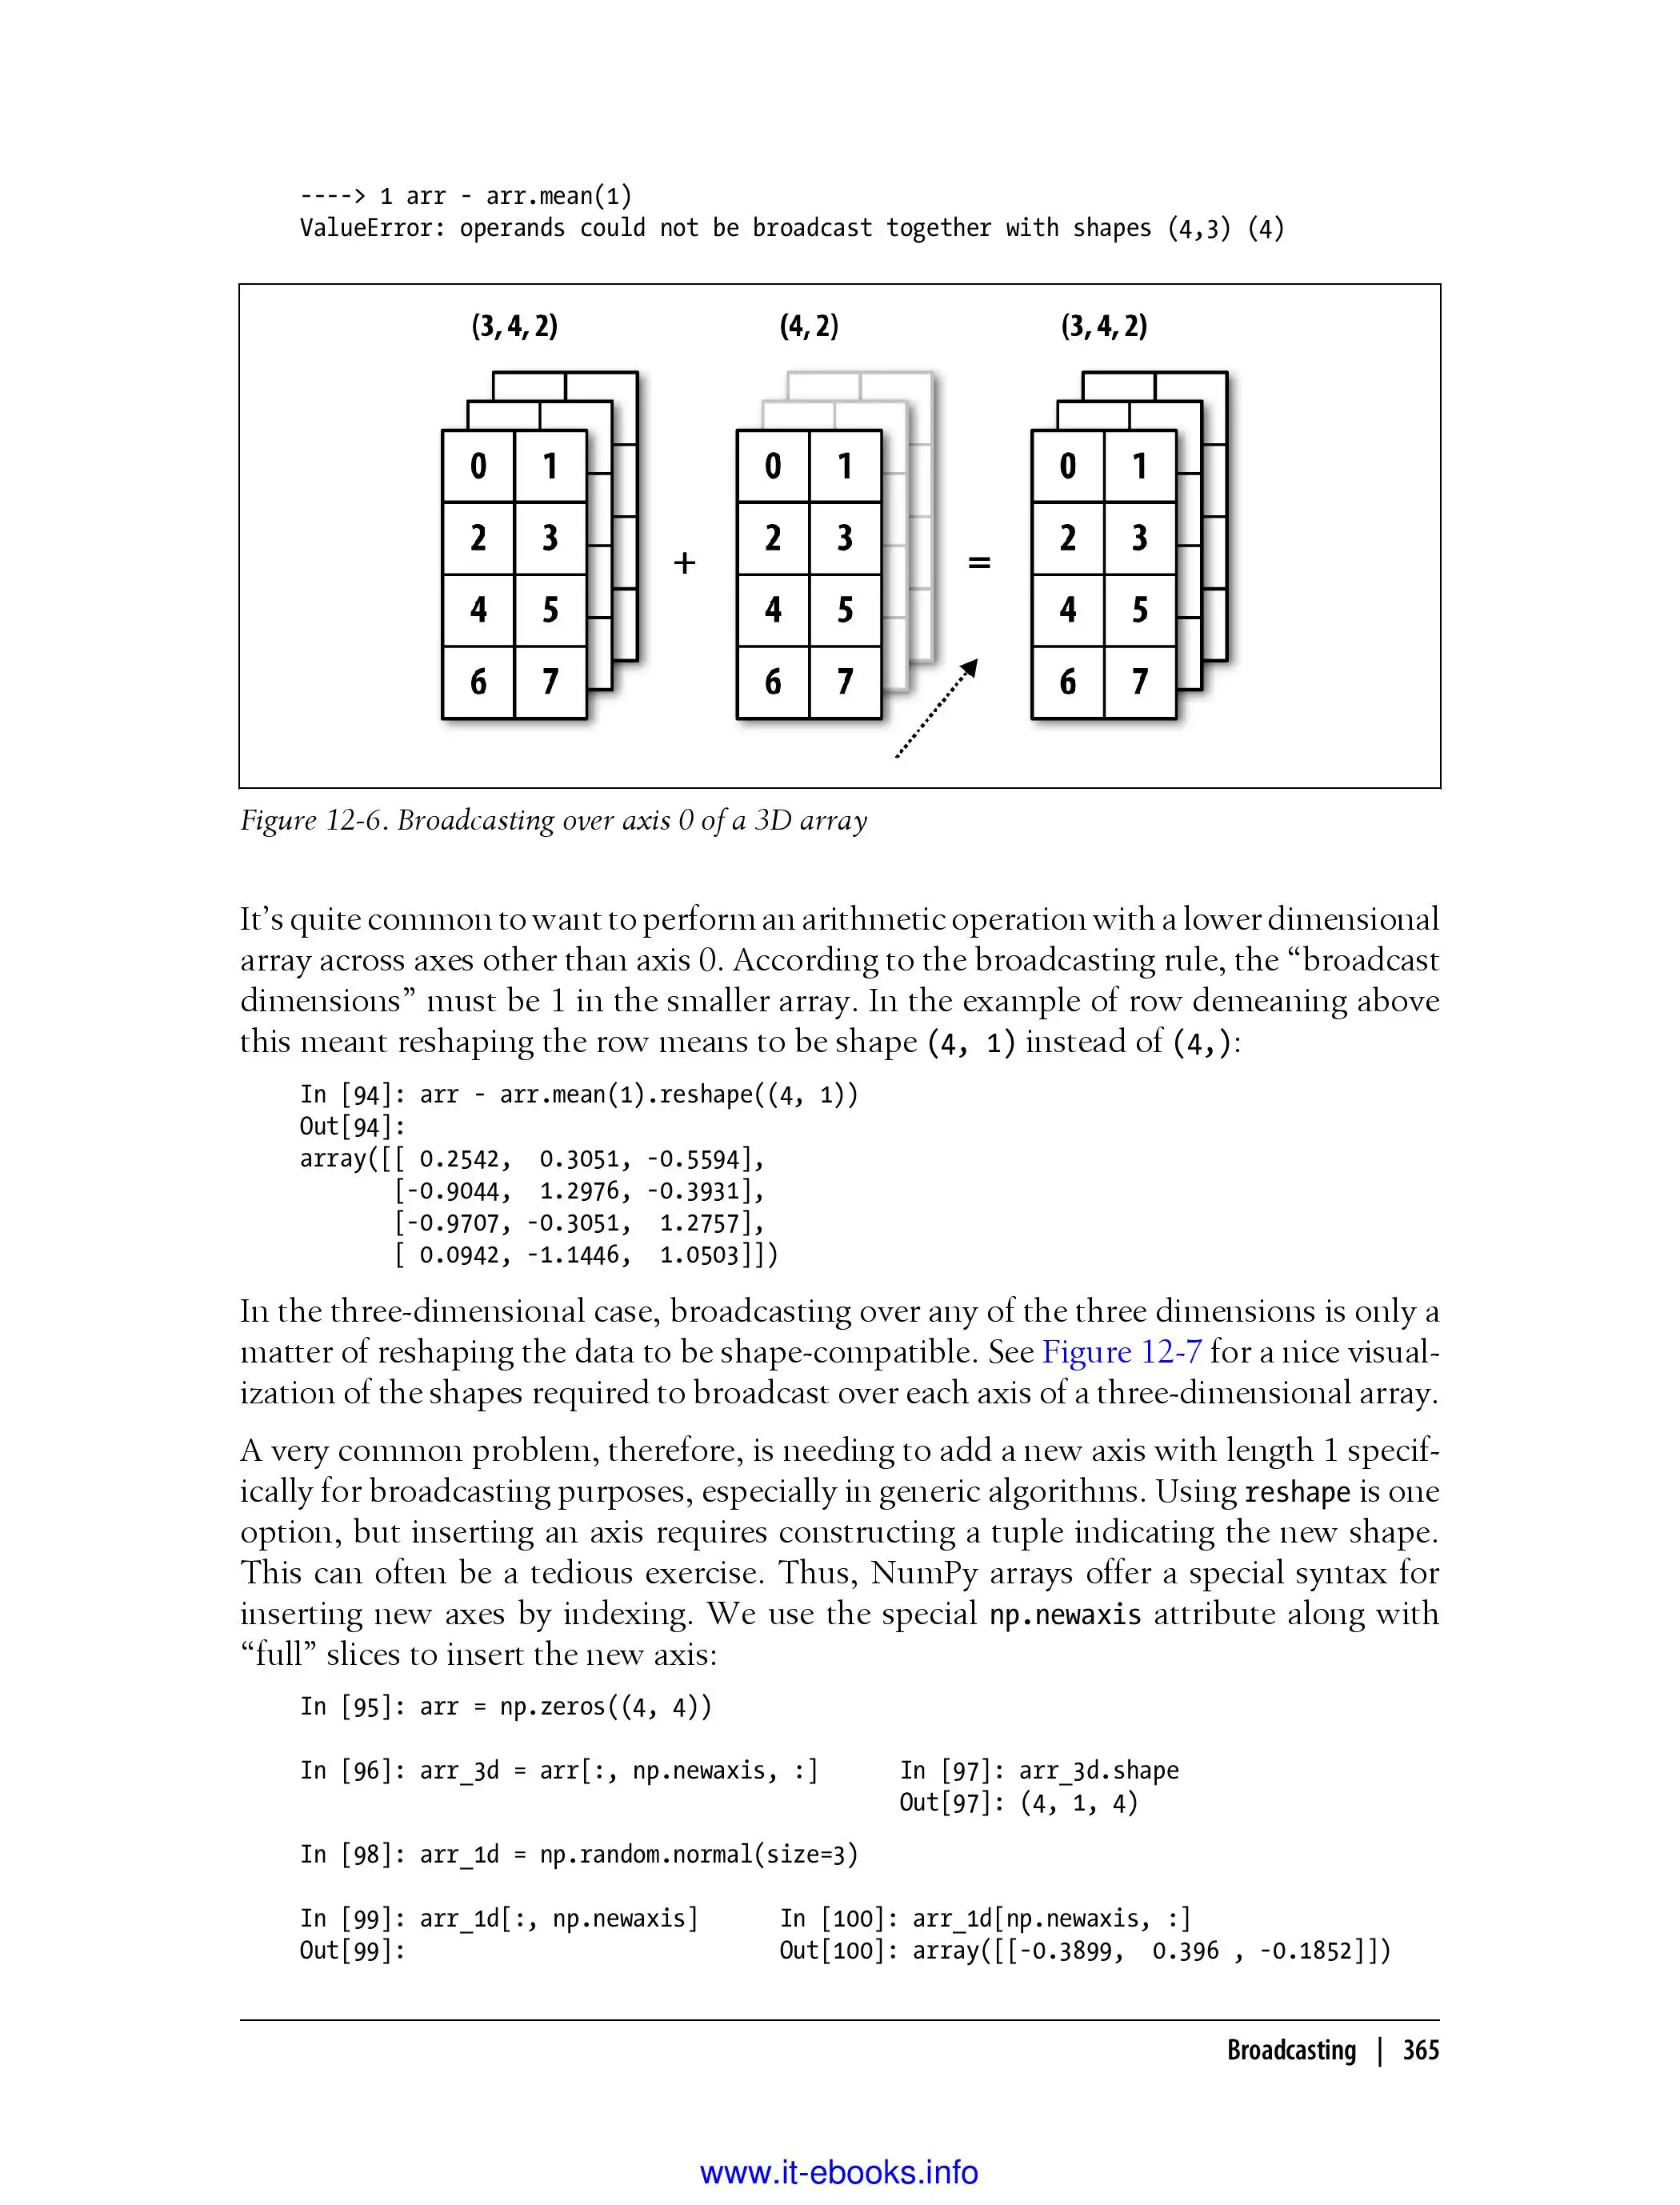 ----> 1 arr - arr.mean(1)
ValueError: operands could not be broadcast together with shapes (4,3) (4)
(3, 4, 2) (4, 2) (3, 4, 2)
0 1 0 1 0 1
2 3 2 3 2 3
+ =
4 5 4 5 4 5
6 7 6 7 6 7
Figure 12-6. Broadcasting over axis 0 of a 3D array
It’s quite common to want to perform an arithmetic operation with a lower dimensional
array across axes other than axis 0. According to the broadcasting rule, the “broadcast
dimensions” must be 1 in the smaller array. In the example of row demeaning above
this meant reshaping the row means to be shape (4, 1) instead of (4,):
In [94]: arr - arr.mean(1).reshape((4, 1))
Out[94]:
array([[ 0.2542,  0.3051, -0.5594],
[-0.9044,  1.2976, -0.3931],
[-0.9707, -0.3051,  1.2757],
[ 0.0942, -1.1446,  1.0503]])
In the three-dimensional case, broadcasting over any of the three dimensions is only a
matter of reshaping the data to be shape-compatible. See Figure 12-7 for a nice visual-
ization of the shapes required to broadcast over each axis of a three-dimensional array.
A very common problem, therefore, is needing to add a new axis with length 1 specif-
ically for broadcasting purposes, especially in generic algorithms. Using reshape is one
option, but inserting an axis requires constructing a tuple indicating the new shape.
This can often be a tedious exercise. Thus, NumPy arrays offer a special syntax for
inserting new axes by indexing. We use the special np.newaxis attribute along with
“full” slices to insert the new axis:
In [95]: arr = np.zeros((4, 4))
In [96]: arr_3d = arr[:, np.newaxis, :]      In [97]: arr_3d.shape
Out[97]: (4, 1, 4)
In [98]: arr_1d = np.random.normal(size=3)
In [99]: arr_1d[:, np.newaxis]      In [100]: arr_1d[np.newaxis, :]
Out[99]:      Out[100]: array([[-0.3899,  0.396 , -0.1852]])
Broadcasting | 365
www.it-ebooks.info